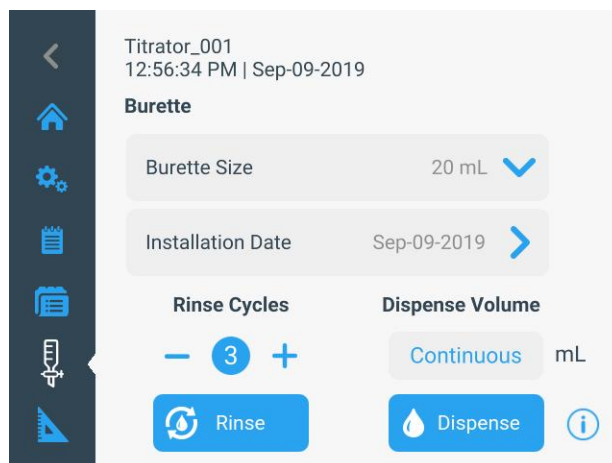 Titrator_001
12:56:34 PM | Sep-09-2019
Burette
Burette Size 20 mL
Installation Date Sep-09-2019
Rinse Cycles Dispense Volume
3 Continuous mL
Rinse Dispense